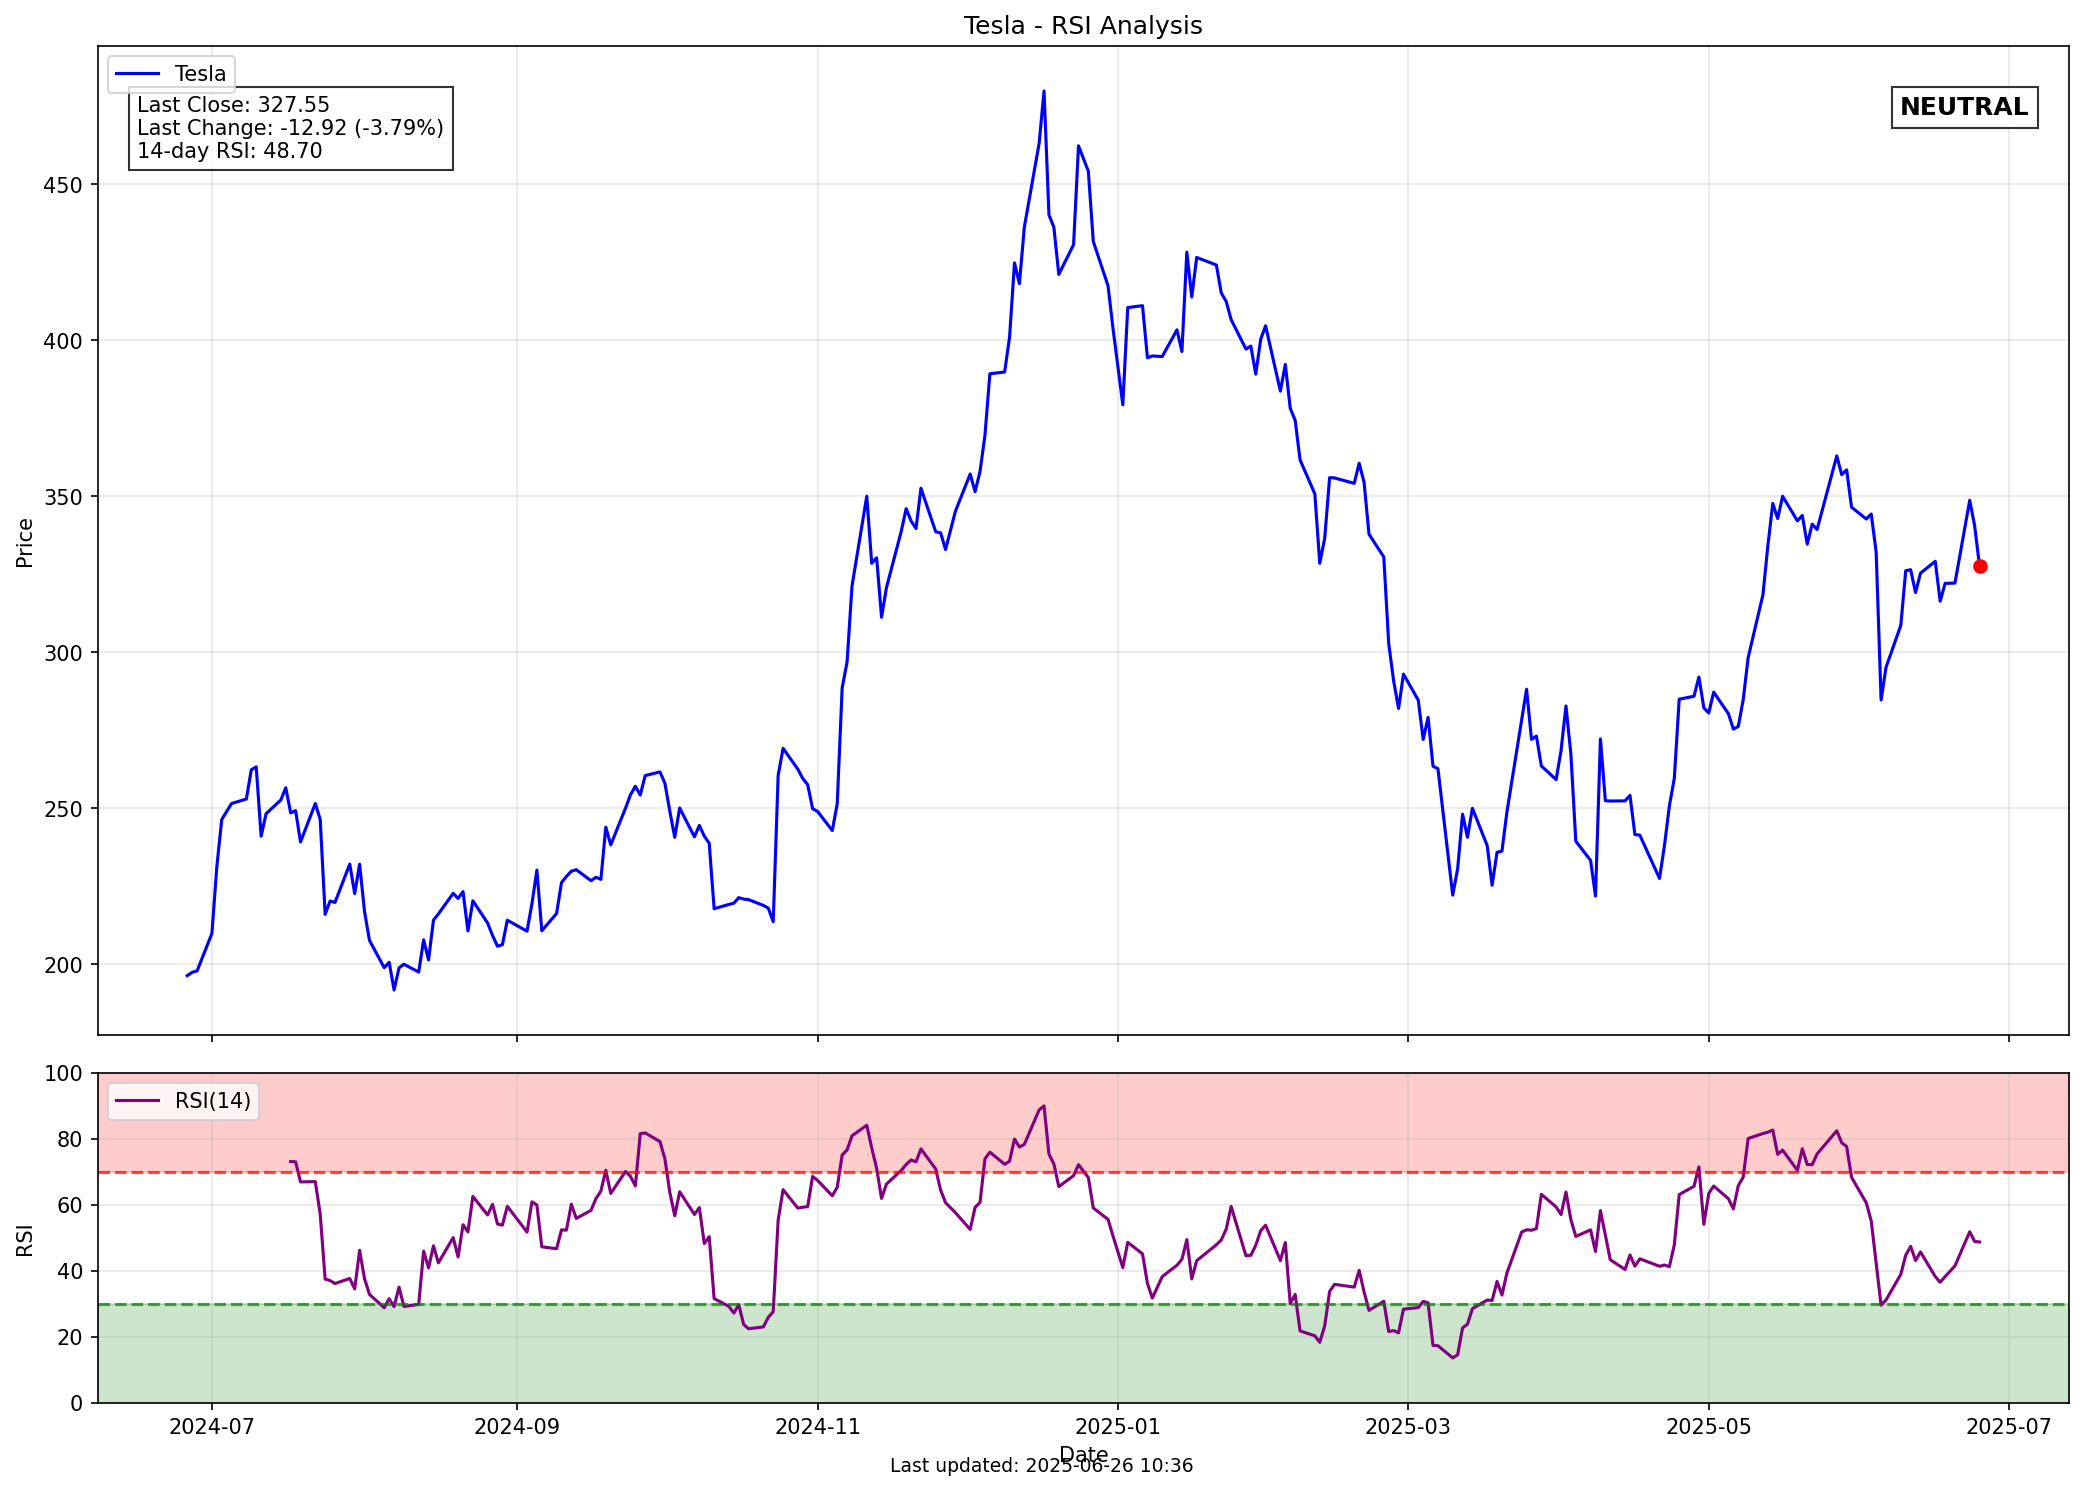 Tesla - RSI Analysis
Tesla
Last Close: 327.55
Last Change: -12.92 (-3.79%)
14-day RSI: 48.70
NEUTRAL
Price
450
400
350
300
250
200
RSI(14)
RSI
100
80
60
40
20
0
2024-07
2024-09
2024-11
2025-01
2025-03
2025-05
2025-07
Date
Last updated: 2025-06-26 10:36